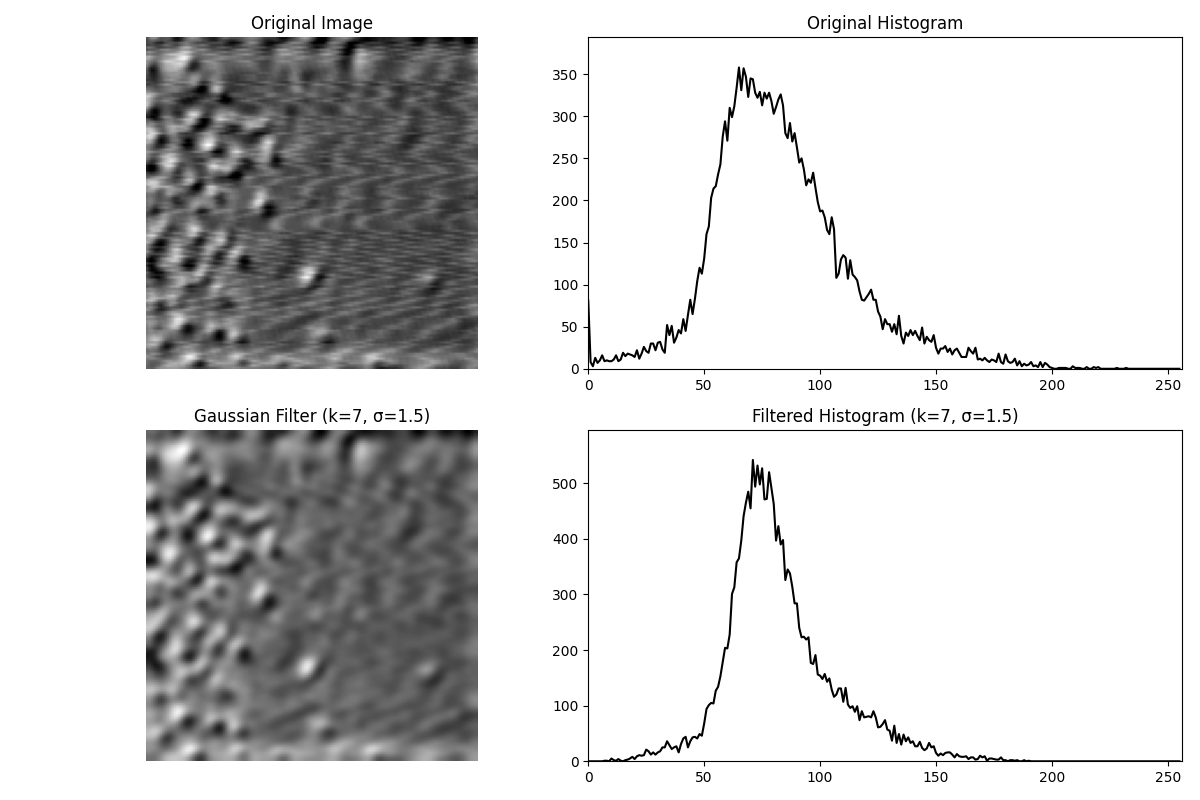 Original Image
Original Histogram
350
300
250
200
150
100
50
0
0 50 100 150 200 250
Gaussian Filter (k=7, σ=1.5)
Filtered Histogram (k=7, σ=1.5)
500
400
300
200
100
0
0 50 100 150 200 250